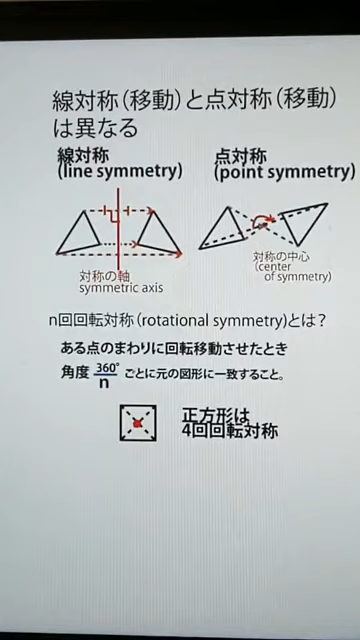 線対称（移動）と点対称（移動）
は異なる
線対称
(line symmetry)
点対称
(point symmetry)
対称の軸
symmetric axis
対称の中心
(center
of symmetry)
n回回転対称（rotational symmetry）とは？
ある点のまわりに回転移動させたとき
角度 360°/n ごとに元の図形に一致すること。
正方形は
4回回転対称